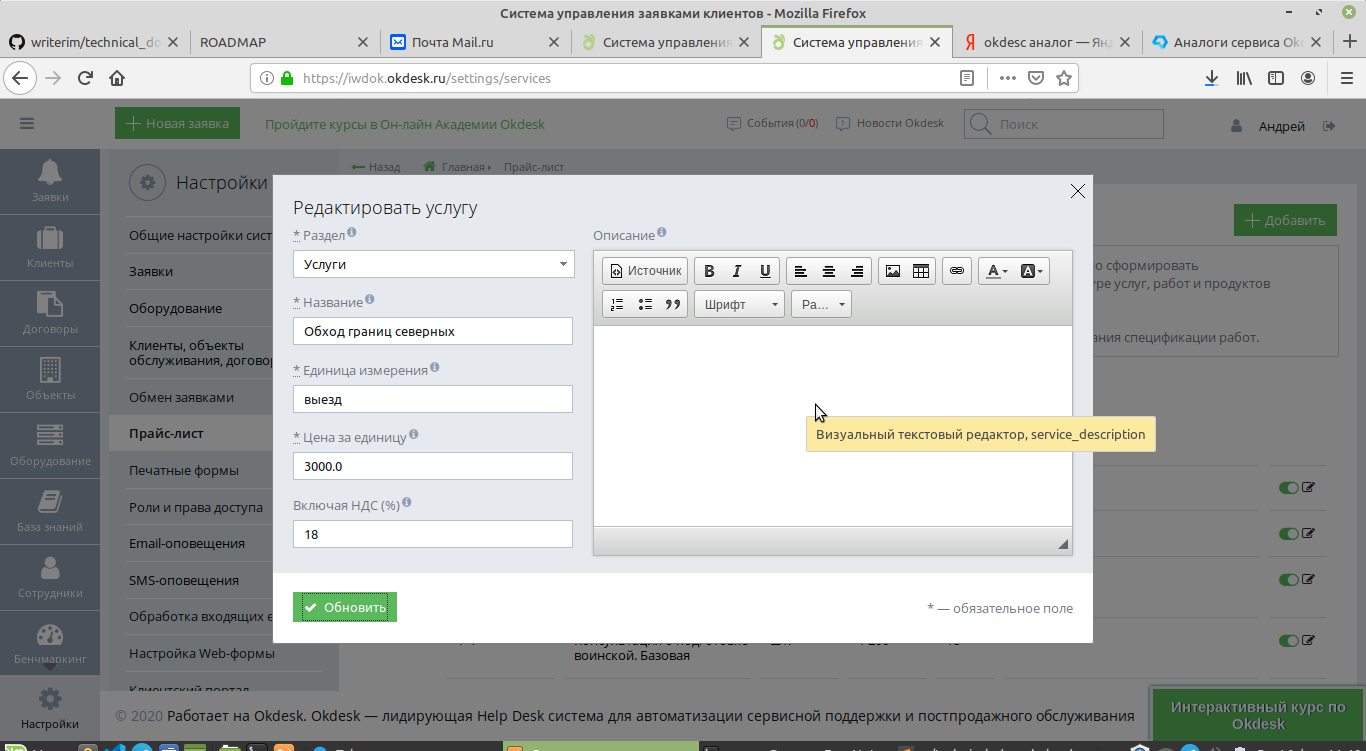 Система управления заявками клиентов - Mozilla Firefox
writerim/technical_do
ROADMAP
Почта Mail.ru
Система управления
Система управления
okdesc аналог — Янд
Аналоги сервиса Okd
https://iwdok.okdesk.ru/settings/services
Новая заявка
Пройдите курсы в Он-лайн Академии Okdesk
События (0/0)
Новости Okdesk
Поиск
Андрей
Заявки
Клиенты
Договоры
Объекты
Оборудование
База знаний
Сотрудники
Бенчмаркинг
Настройки
Настройки
Общие настройки сист
Заявки
Оборудование
Клиенты, объекты
обслуживания, договор
Обмен заявками
Прайс-лист
Печатные формы
Роли и права доступа
Email-оповещения
SMS-оповещения
Обработка входящих e
Настройка Web-формы
Клиентский портал
Назад
Главная
Прайс-лист
Добавить
о сформировать
ре услуг, работ и продуктов
ания спецификации работ.
Редактировать услугу
* Раздел
Услуги
* Название
Обход границ северных
* Единица измерения
выезд
* Цена за единицу
3000.0
Включая НДС (%)
18
Описание
Источник
B I U
A A
Шрифт
Ра...
Визуальный текстовый редактор, service_description
Обновить
* — обязательное поле
воинской. Базовая
© 2020 Работает на Okdesk. Okdesk — лидирующая Help Desk система для автоматизации сервисной поддержки и постпродажного обслуживания
Интерактивный курс по
Okdesk